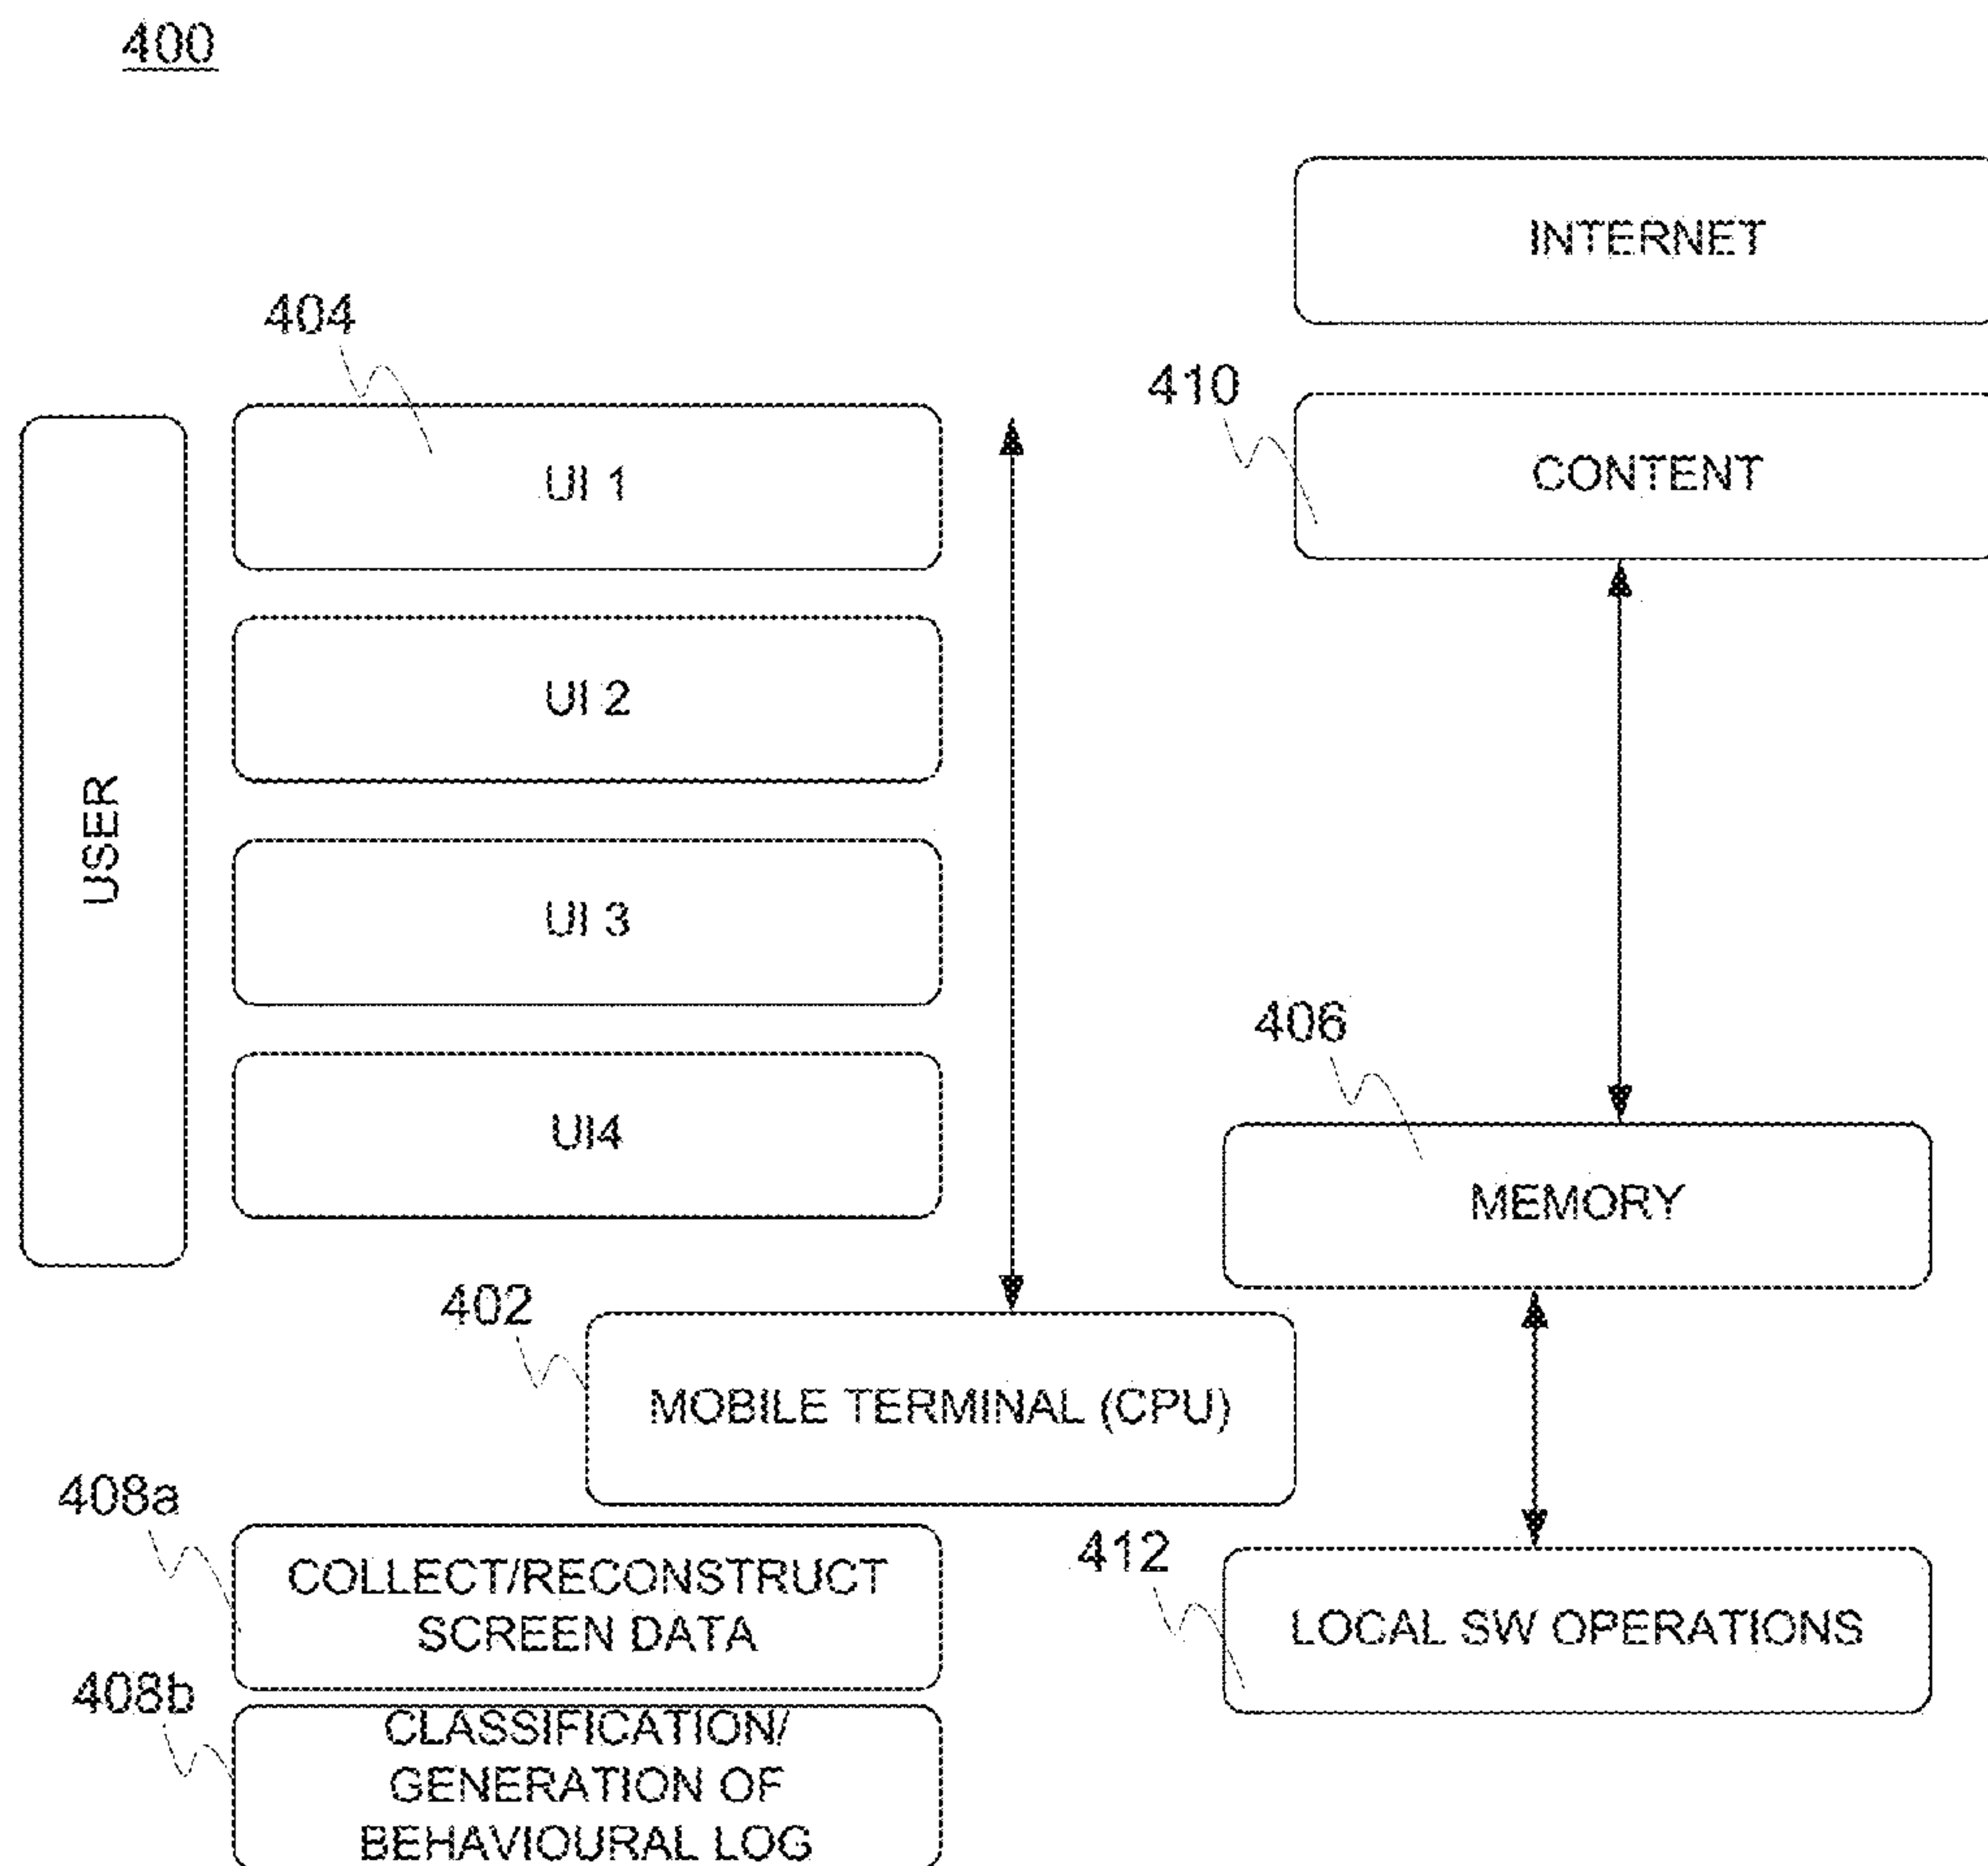 400
INTERNET
404
410
UI 1
CONTENT
UI 2
USER
UI 3
406
UI4
MEMORY
402
MOBILE TERMINAL (CPU)
408a
COLLECT/RECONSTRUCT
SCREEN DATA
412
LOCAL SW OPERATIONS
408b
CLASSIFICATION/
GENERATION OF
BEHAVIOURAL LOG